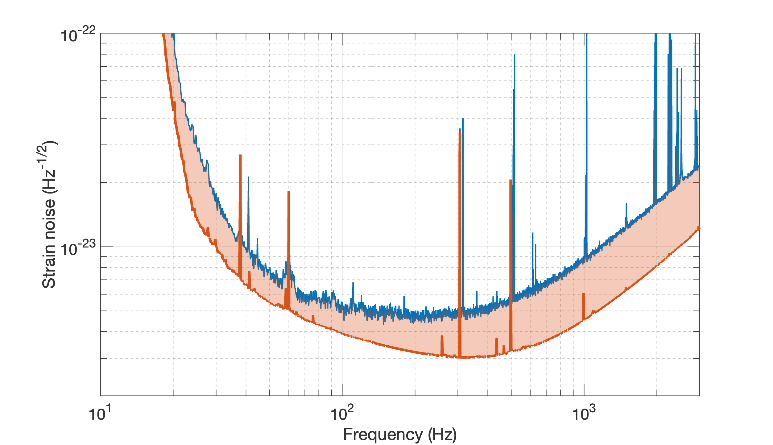 10^-22
10^-23
Strain noise (Hz^-1/2)
10^1 10^2 10^3
Frequency (Hz)